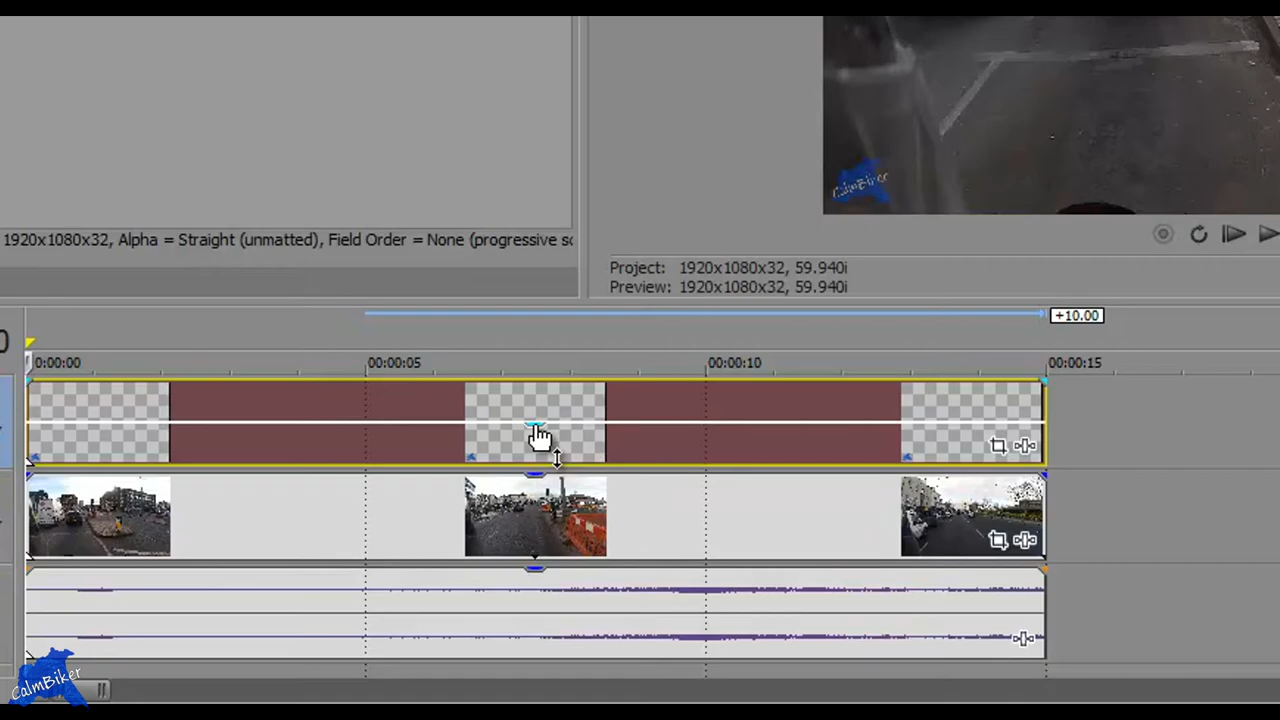 CalmBiker
1920x1080x32, Alpha = Straight (unmatted), Field Order = None (progressive sc
Project: 1920x1080x32, 59.940i
Preview: 1920x1080x32, 59.940i
+10.00
0:00:00 00:00:05 00:00:10 00:00:15
CalmBiker